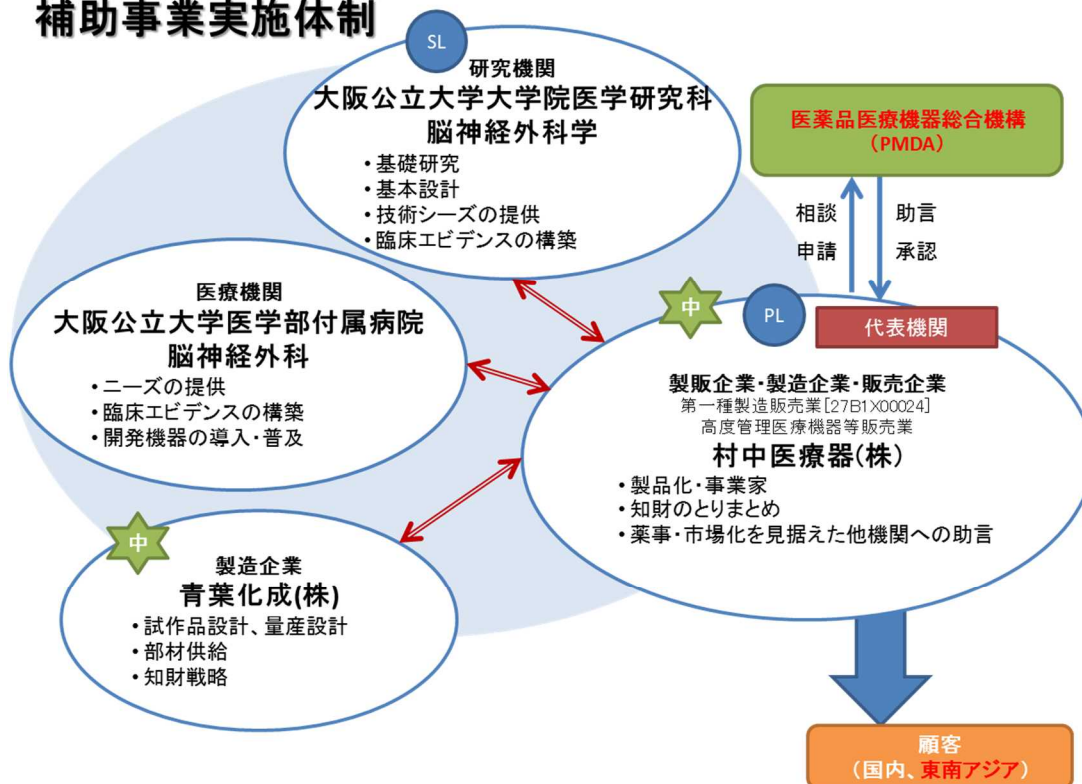 補助事業実施体制
SL
研究機関
大阪公立大学大学院医学研究科
脳神経外科学
・基礎研究
・基本設計
・技術シーズの提供
・臨床エビデンスの構築
医薬品医療機器総合機構
（PMDA）
相談
申請
助言
承認
医療機関
大阪公立大学医学部付属病院
脳神経外科
・ニーズの提供
・臨床エビデンスの構築
・開発機器の導入・普及
中
PL
代表機関
製販企業・製造企業・販売企業
第一種製造販売業[27B1X00024]
高度管理医療機器等販売業
村中医療器(株)
・製品化・事業家
・知財のとりまとめ
・薬事・市場化を見据えた他機関への助言
中
製造企業
青葉化成(株)
・試作品設計、量産設計
・部材供給
・知財戦略
顧客
（国内、東南アジア）